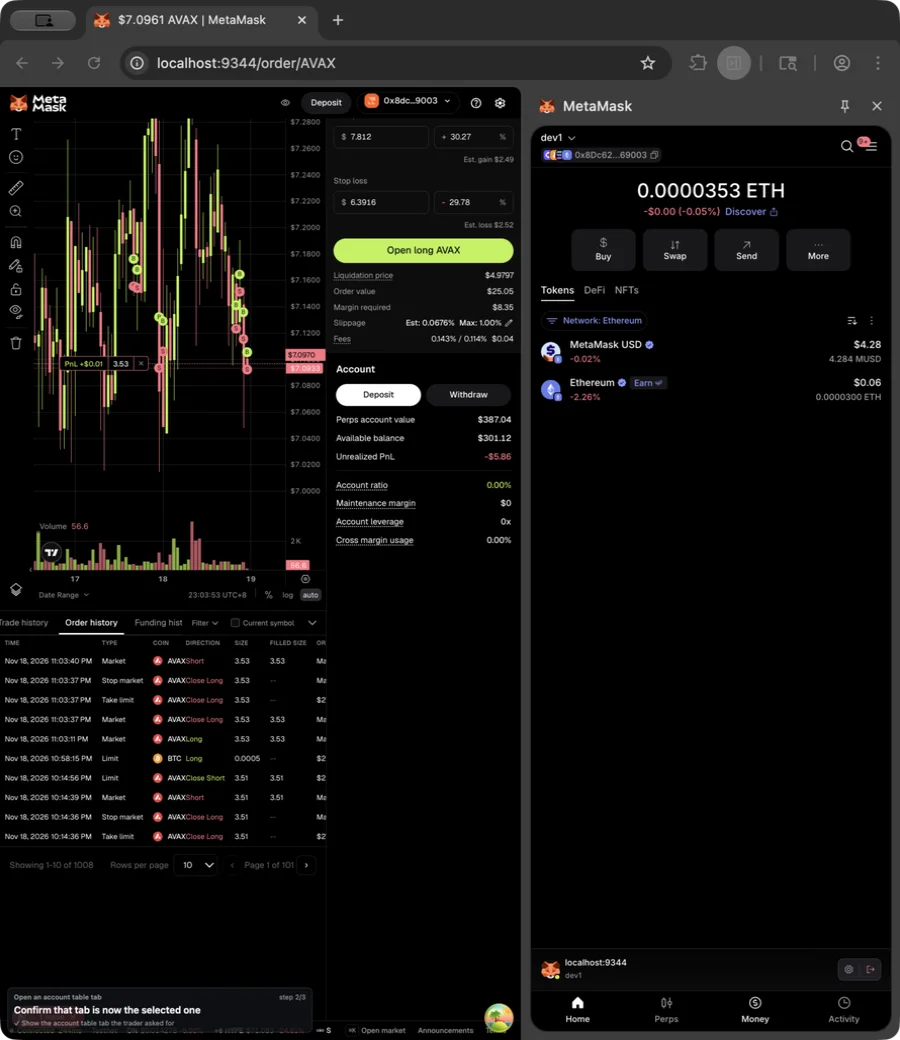 $7.0961 AVAX | MetaMask
localhost:9344/order/AVAX
Meta
Mask
Deposit
0x8dc...9003
$7.2800
$7.2600
$7.2400
$7.2200
$7.2000
$7.1800
$7.1600
$7.1400
$7.1200
$7.0970
$7.0933
$7.0800
$7.0600
$7.0400
$7.0200
$7.0000
PnL +$0.01 3.53
Volume 56.6
2 K
56.6
17 18 19
Date Range
23:03:53 UTC+8 % log auto
$ 7.812 + 30.27 %
Est. gain $2.49
Stop loss
$ 6.3916 - 29.78 %
Est. loss $2.52
Open long AVAX
Liquidation price $4.9797
Order value $25.05
Margin required $8.35
Slippage Est: 0.0676% Max: 1.00%
Fees 0.143% / 0.114% $0.04
Account
Deposit Withdraw
Perps account value $387.04
Available balance $301.12
Unrealized PnL -$5.86
Account ratio 0.00%
Maintenance margin $0
Account leverage 0x
Cross margin usage 0.00%
Trade history Order history Funding hist Filter Current symbol
TIME TYPE COIN DIRECTION SIZE FILLED SIZE OR
Nov 18, 2026 11:03:40 PM Market AVAX Short 3.53 3.53 Ma
Nov 18, 2026 11:03:37 PM Stop market AVAX Close Long 3.53 -- Ma
Nov 18, 2026 11:03:37 PM Take limit AVAX Close Long 3.53 -- $2
Nov 18, 2026 11:03:37 PM Market AVAX Close Long 3.53 3.53 Ma
Nov 18, 2026 11:03:11 PM Market AVAX Long 3.53 3.53 Ma
Nov 18, 2026 10:58:15 PM Limit BTC Long 0.0005 -- $2
Nov 18, 2026 10:14:56 PM Limit AVAX Close Short 3.51 3.51 $2
Nov 18, 2026 10:14:39 PM Market AVAX Short 3.51 3.51 Ma
Nov 18, 2026 10:14:36 PM Stop market AVAX Close Long 3.51 -- Ma
Nov 18, 2026 10:14:36 PM Take limit AVAX Close Long 3.51 -- $2
Showing 1-10 of 1008 Rows per page 10 Page 1 of 101
Open an account table tab step 2/3
Confirm that tab is now the selected one
✓ Show the account table tab the trader asked for
Open market Announcements
MetaMask
dev1
0x8Dc62...69003
9+
0.0000353 ETH
-$0.00 (-0.05%) Discover
Buy Swap Send More
Tokens DeFi NFTs
Network: Ethereum
MetaMask USD $4.28
-0.02% 4.284 MUSD
Ethereum Earn $0.06
-2.26% 0.0000300 ETH
localhost:9344
dev1
Home Perps Money Activity